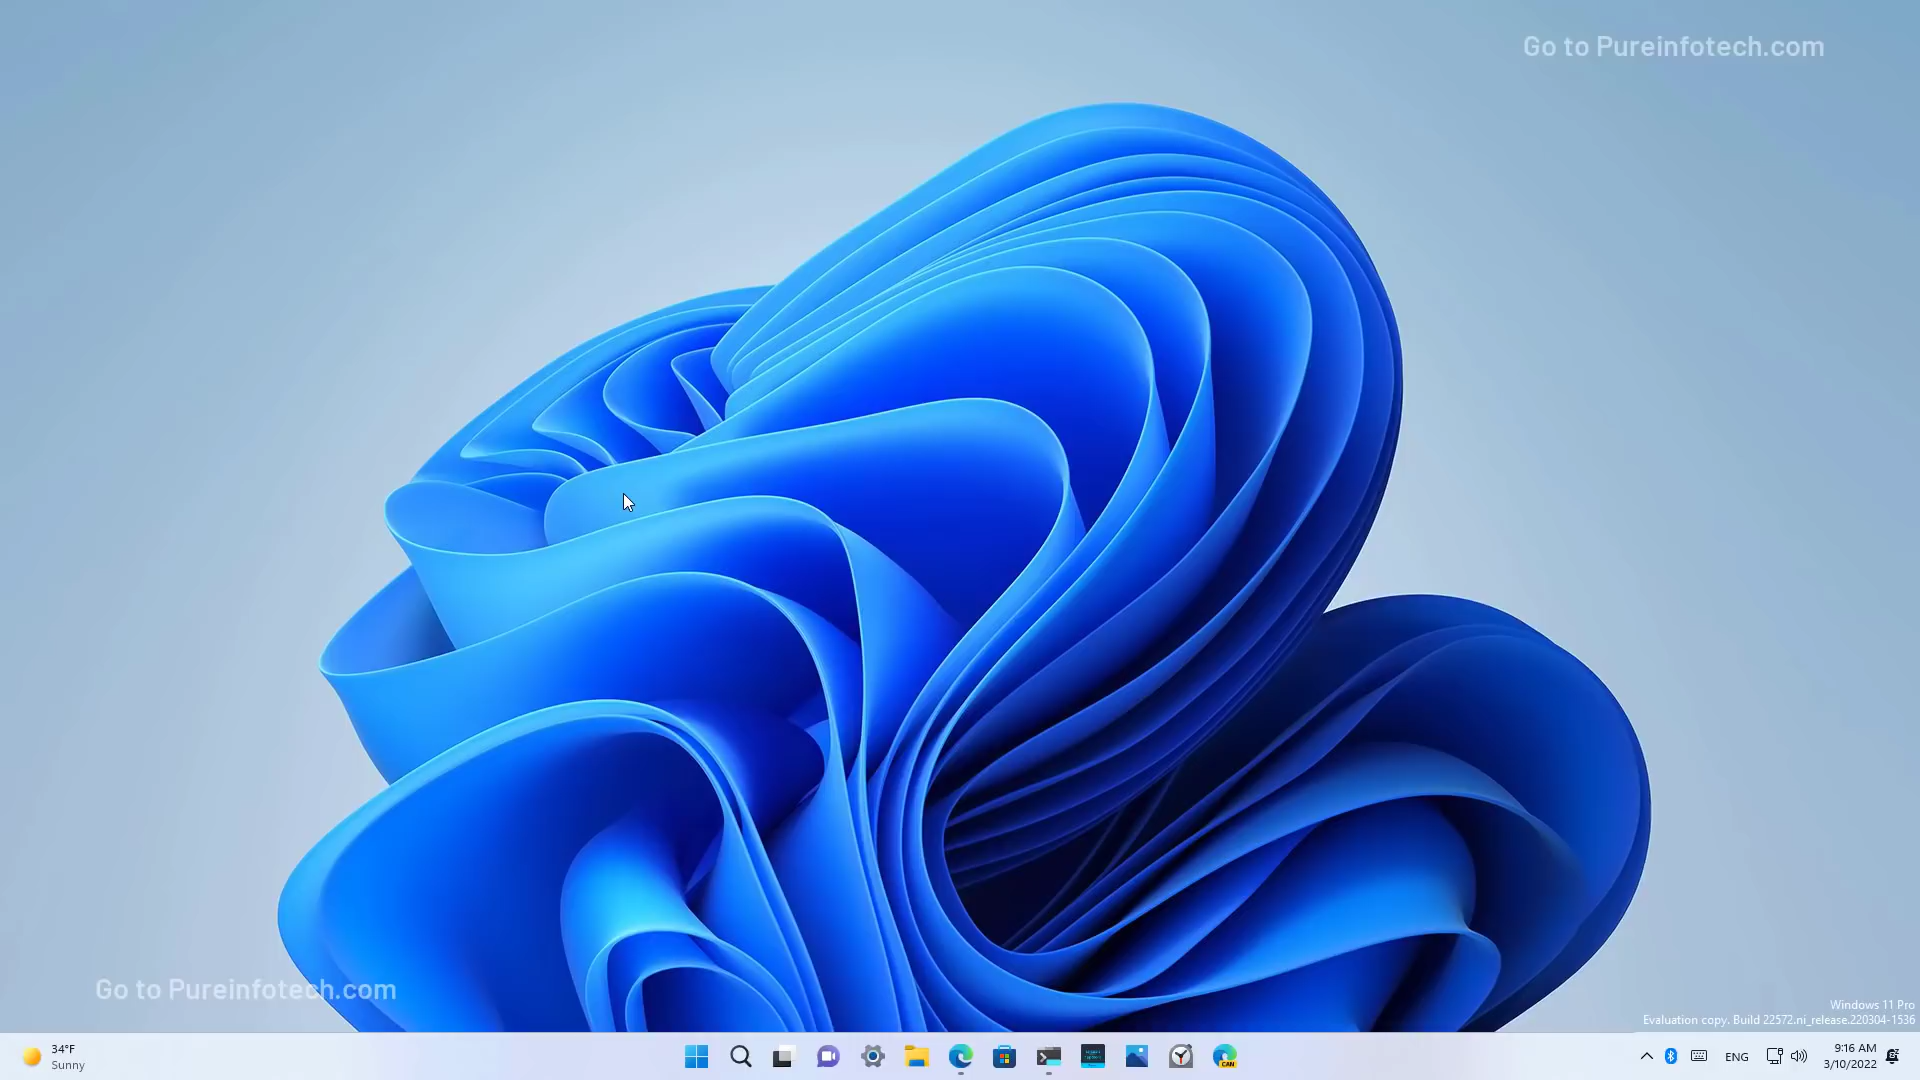 Go to Pureinfotech.com
Go to Pureinfotech.com
Windows 11 Pro
Evaluation copy. Build 22572.ni_release.220304-1536
34°F
Sunny
CAN
ENG
9:16 AM
3/10/2022